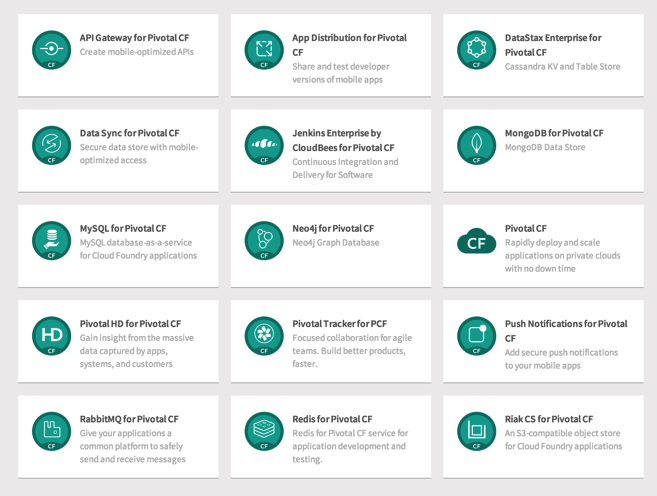 API Gateway for Pivotal CF
Create mobile-optimized APIs
CF
App Distribution for Pivotal
CF
Share and test developer
versions of mobile apps
CF
DataStax Enterprise for
Pivotal CF
Cassandra KV and Table Store
CF
Data Sync for Pivotal CF
Secure data store with mobile-
optimized access
CF
Jenkins Enterprise by
CloudBees for Pivotal CF
Continuous Integration and
Delivery for Software
CF
MongoDB for Pivotal CF
MongoDB Data Store
CF
MySQL for Pivotal CF
MySQL database-as-a-service
for Cloud Foundry applications
CF
Neo4j for Pivotal CF
Neo4j Graph Database
CF
Pivotal CF
Rapidly deploy and scale
applications on private clouds
with no down time
CF
Pivotal HD for Pivotal CF
Gain insight from the massive
data captured by apps,
systems, and customers
HD
CF
Pivotal Tracker for PCF
Focused collaboration for agile
teams. Build better products,
faster.
CF
Push Notifications for Pivotal
CF
Add secure push notifications
to your mobile apps
CF
RabbitMQ for Pivotal CF
Give your applications a
common platform to safely
send and receive messages
CF
Redis for Pivotal CF
Redis for Pivotal CF service for
application development and
testing.
CF
Riak CS for Pivotal CF
An S3-compatible object store
for Cloud Foundry applications
CF